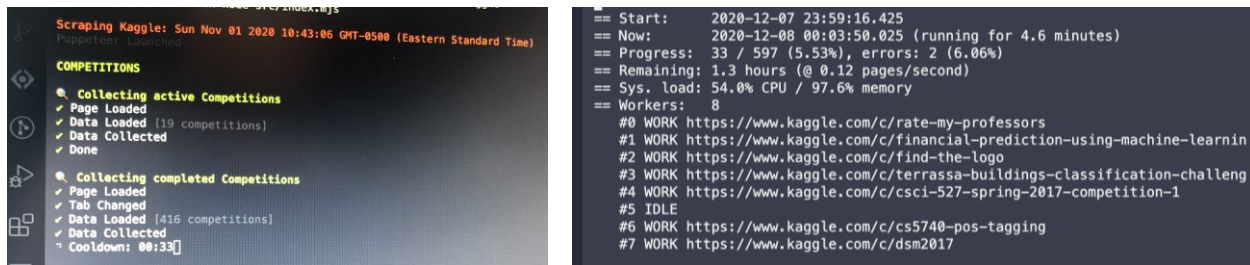 src/index.mjs
Scraping Kaggle: Sun Nov 01 2020 10:43:06 GMT-0500 (Eastern Standard Time)
Puppeteer Launched
COMPETITIONS
🔍 Collecting active Competitions
✔ Page Loaded
✔ Data Loaded [19 competitions]
✔ Data Collected
✔ Done
🔍 Collecting completed Competitions
✔ Page Loaded
✔ Tab Changed
✔ Data Loaded [416 competitions]
✔ Data Collected
Cooldown: 00:33
== Start: 2020-12-07 23:59:16.425
== Now: 2020-12-08 00:03:50.025 (running for 4.6 minutes)
== Progress: 33 / 597 (5.53%), errors: 2 (6.06%)
== Remaining: 1.3 hours (@ 0.12 pages/second)
== Sys. load: 54.0% CPU / 97.6% memory
== Workers: 8
#0 WORK https://www.kaggle.com/c/rate-my-professors
#1 WORK https://www.kaggle.com/c/financial-prediction-using-machine-learnin
#2 WORK https://www.kaggle.com/c/find-the-logo
#3 WORK https://www.kaggle.com/c/terrassa-buildings-classification-challeng
#4 WORK https://www.kaggle.com/c/csci-527-spring-2017-competition-1
#5 IDLE
#6 WORK https://www.kaggle.com/c/cs5740-pos-tagging
#7 WORK https://www.kaggle.com/c/dsm2017